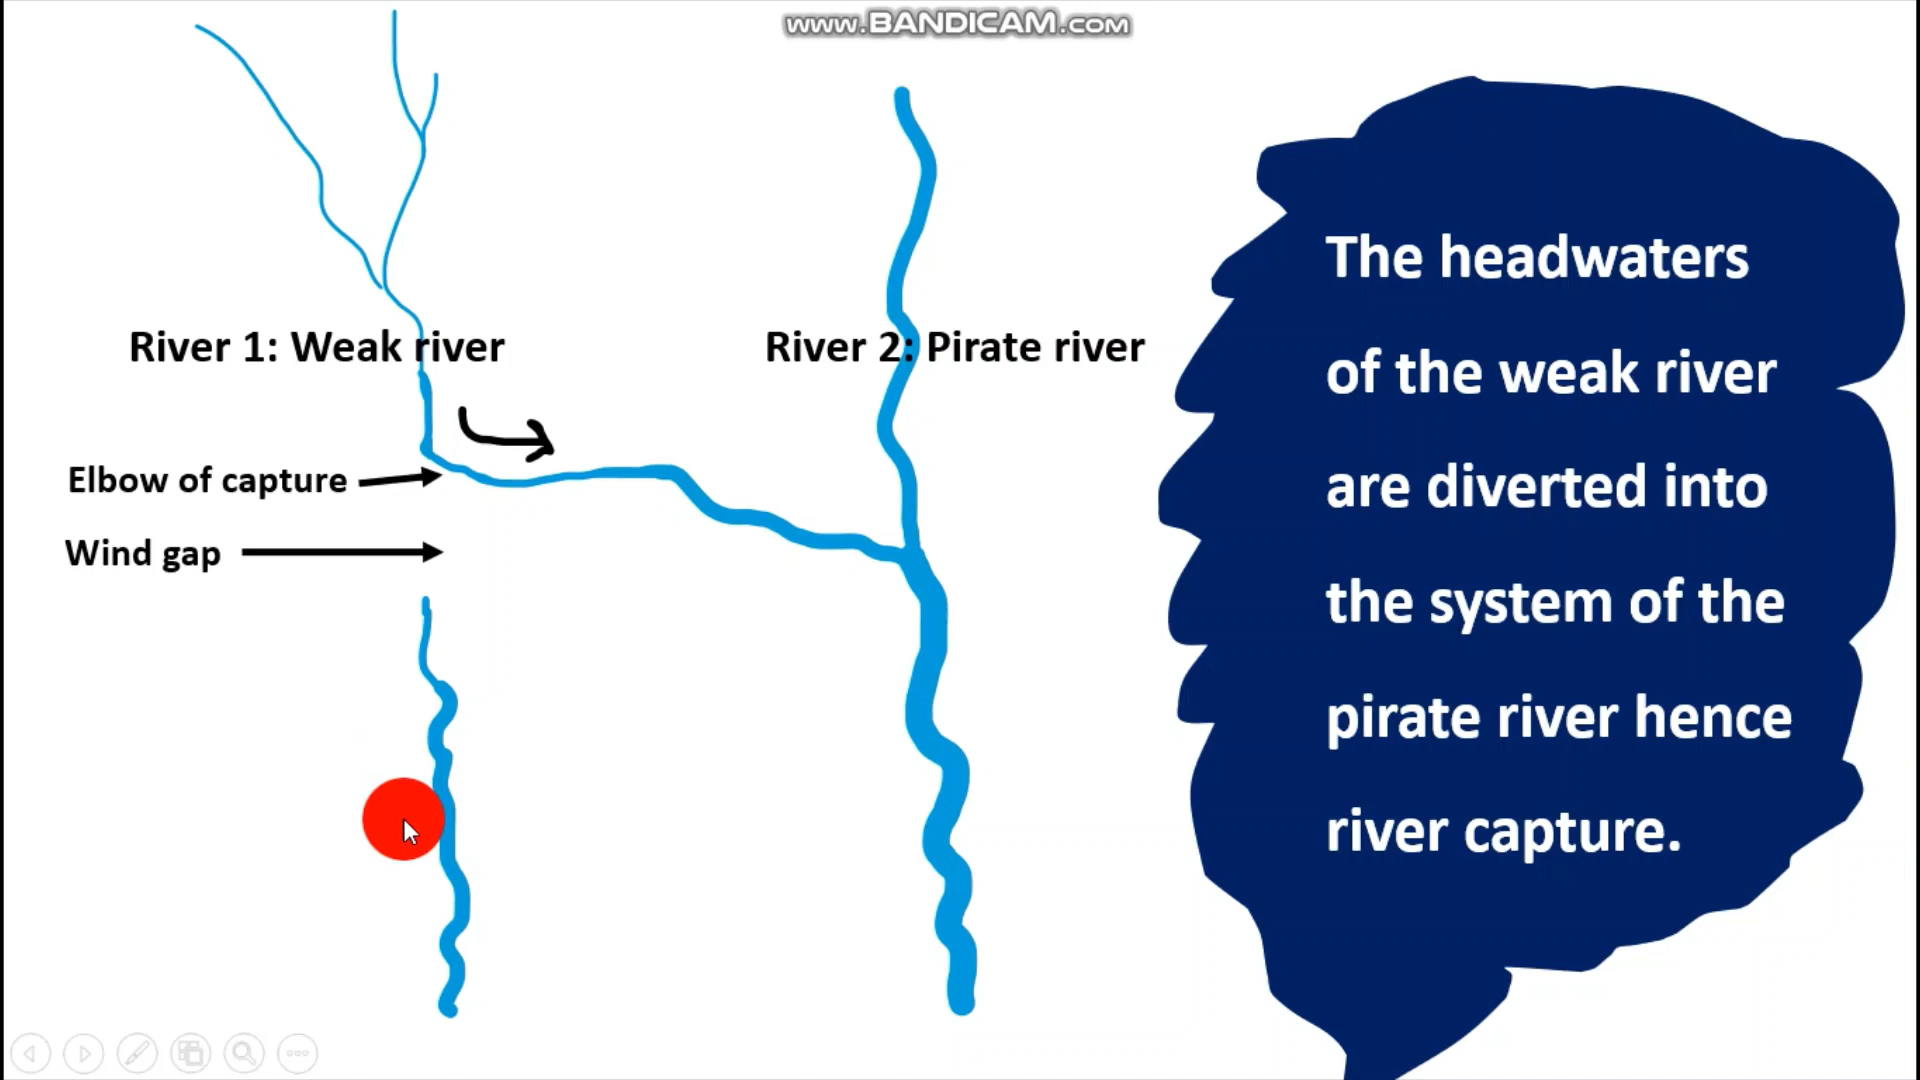 www.BANDICAM.com
River 1: Weak river
River 2: Pirate river
Elbow of capture
Wind gap
The headwaters
of the weak river
are diverted into
the system of the
pirate river hence
river capture.